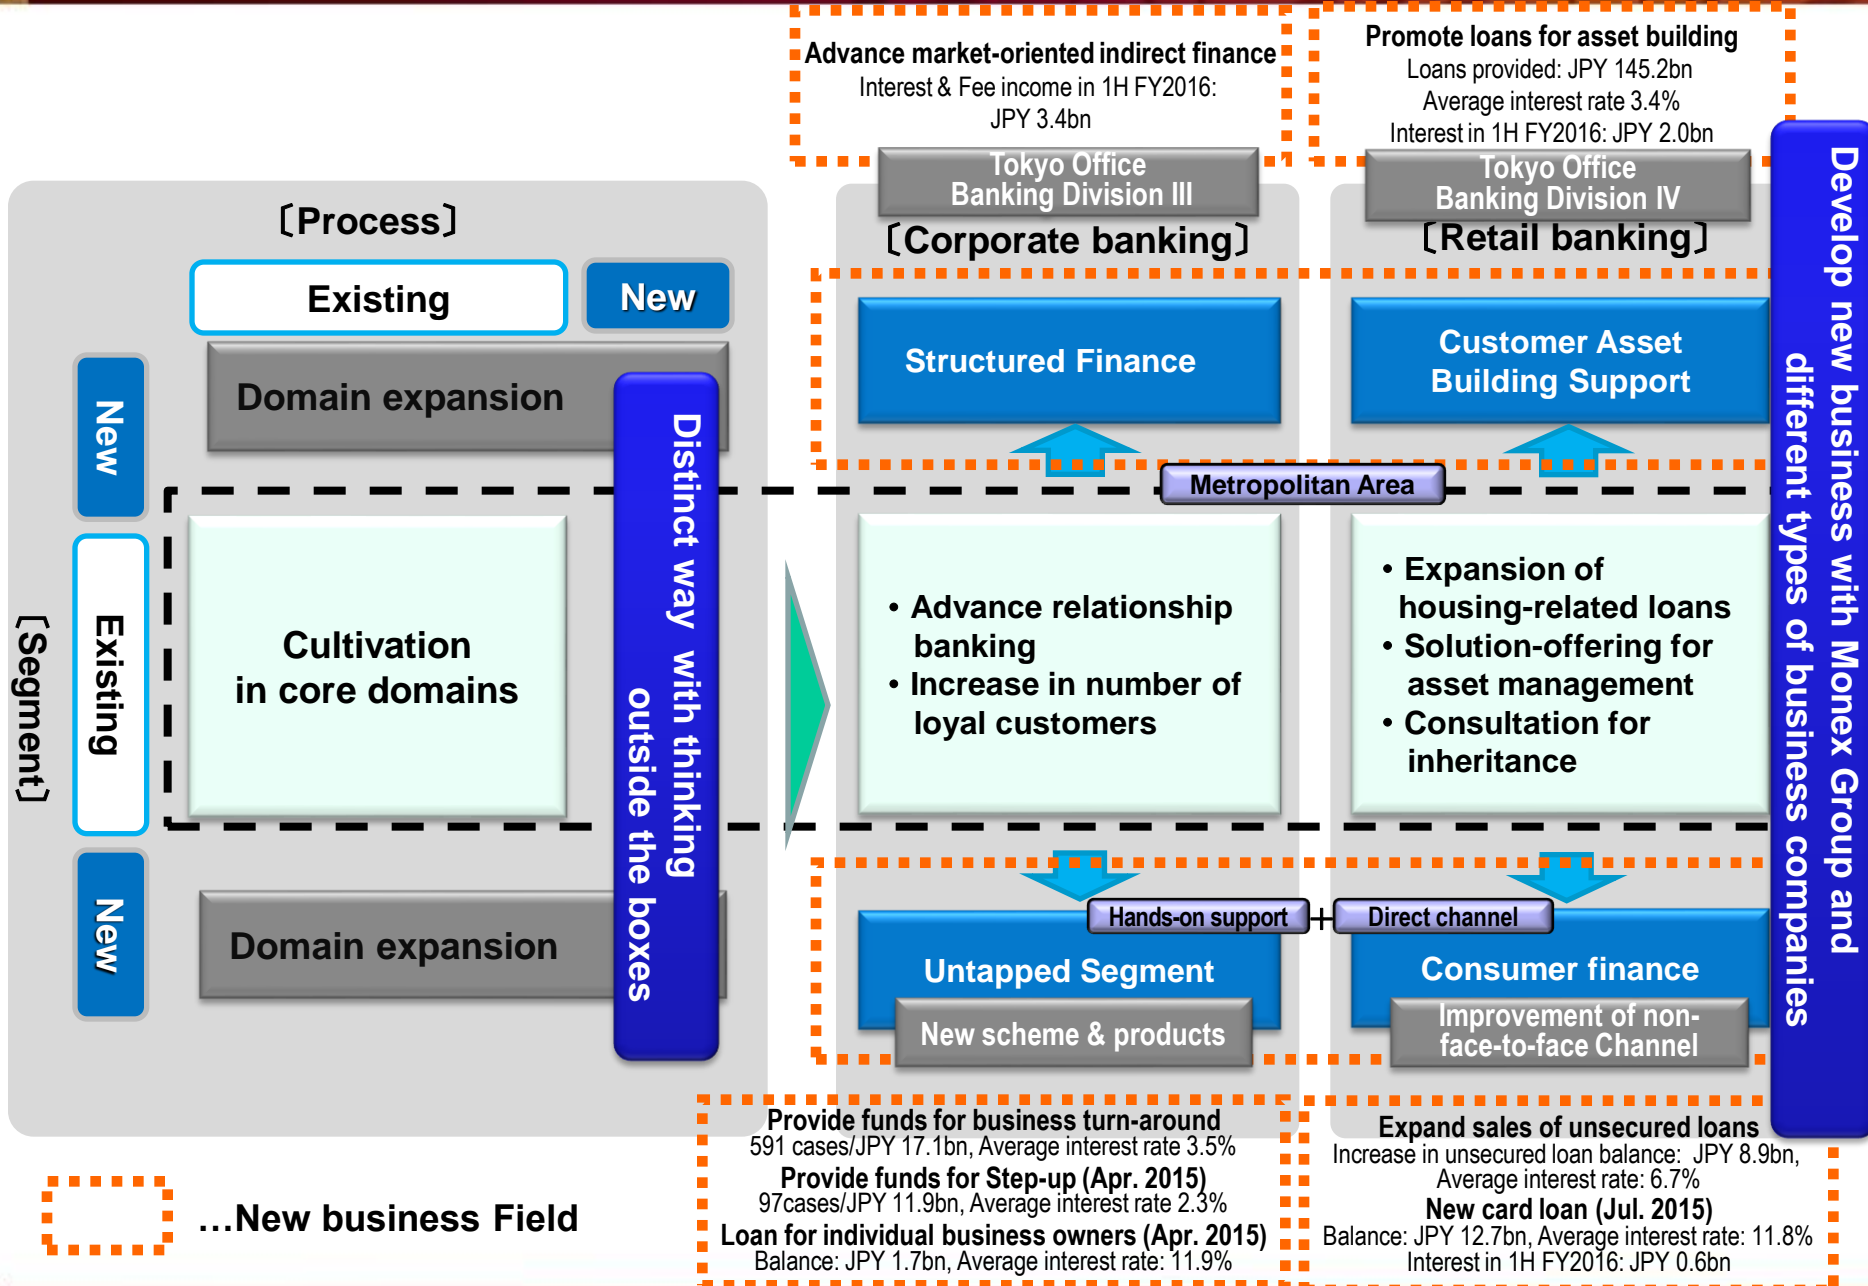 Advance market-oriented indirect finance
Interest & Fee income in 1H FY2016:
JPY 3.4bn
Promote loans for asset building
Loans provided: JPY 145.2bn
Average interest rate 3.4%
Interest in 1H FY2016: JPY 2.0bn
Tokyo Office
Banking Division III
Tokyo Office
Banking Division IV
〔Process〕
〔Corporate banking〕
〔Retail banking〕
Existing
New
Structured Finance
Customer Asset
Building Support
Domain expansion
New
Metropolitan Area
〔Segment〕
Existing
Cultivation
in core domains
Distinct way with thinking
outside the boxes
・Advance relationship
banking
・Increase in number of
loyal customers
・Expansion of
housing-related loans
・Solution-offering for
asset management
・Consultation for
inheritance
Develop new business with Monex Group and
different types of business companies
New
Domain expansion
Hands-on support
+
Direct channel
Untapped Segment
Consumer finance
New scheme & products
Improvement of non-
face-to-face Channel
Provide funds for business turn-around
591 cases/JPY 17.1bn, Average interest rate 3.5%
Provide funds for Step-up (Apr. 2015)
97cases/JPY 11.9bn, Average interest rate 2.3%
Loan for individual business owners (Apr. 2015)
Balance: JPY 1.7bn, Average interest rate: 11.9%
Expand sales of unsecured loans
Increase in unsecured loan balance: JPY 8.9bn,
Average interest rate: 6.7%
New card loan (Jul. 2015)
Balance: JPY 12.7bn, Average interest rate: 11.8%
Interest in 1H FY2016: JPY 0.6bn
…New business Field